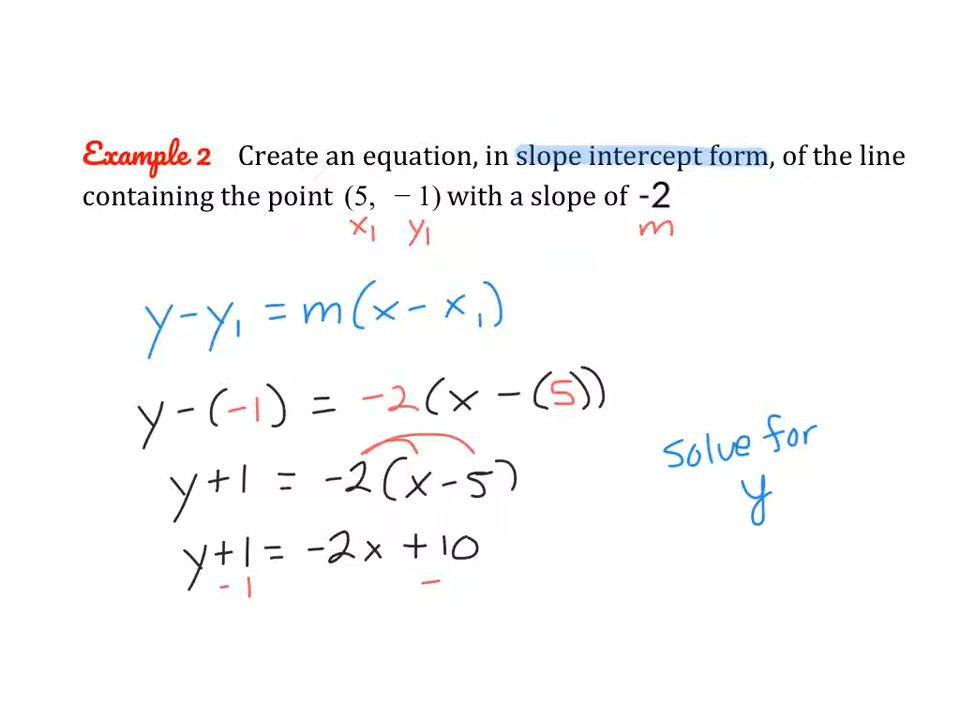 Example 2 Create an equation, in slope intercept form, of the line
containing the point (5, − 1) with a slope of -2
x₁ y₁ m
y-y₁ = m(x-x₁)
y-(-1) = -2(x-(5))
y+1 = -2(x-5)
solve for
y
y+1 = -2x +10
-1 -